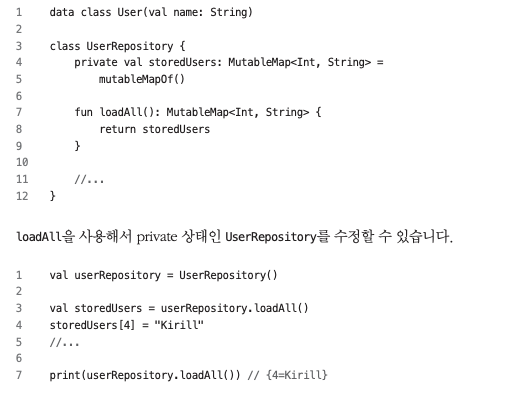 1 data class User(val name: String)
2
3 class UserRepository {
4     private val storedUsers: MutableMap<Int, String> =
5         mutableMapOf()
6
7     fun loadAll(): MutableMap<Int, String> {
8         return storedUsers
9     }
10
11     //...
12 }
loadAll을 사용해서 private 상태인 UserRepository를 수정할 수 있습니다.
1 val userRepository = UserRepository()
2
3 val storedUsers = userRepository.loadAll()
4 storedUsers[4] = "Kirill"
5 //...
6
7 print(userRepository.loadAll()) // {4=Kirill}